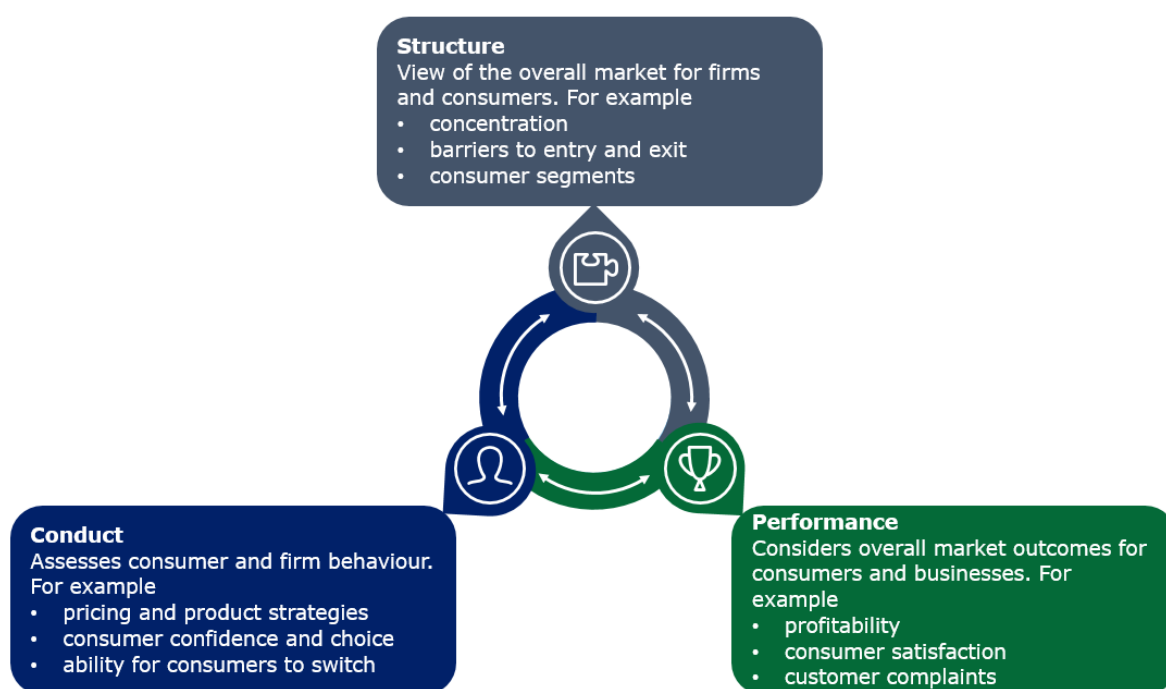 Structure
View of the overall market for firms
and consumers. For example
• concentration
• barriers to entry and exit
• consumer segments
Conduct
Assesses consumer and firm behaviour.
For example
• pricing and product strategies
• consumer confidence and choice
• ability for consumers to switch
Performance
Considers overall market outcomes for
consumers and businesses. For
example
• profitability
• consumer satisfaction
• customer complaints